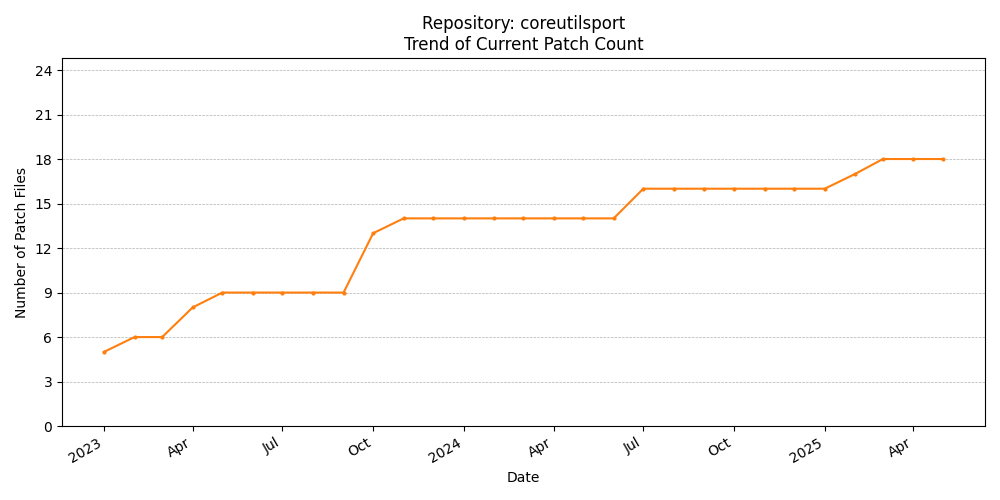 Repository: coreutilsport
Trend of Current Patch Count
Number of Patch Files
24
21
18
15
12
9
6
3
0
2023
Apr
Jul
Oct
2024
Apr
Jul
Oct
2025
Apr
Date